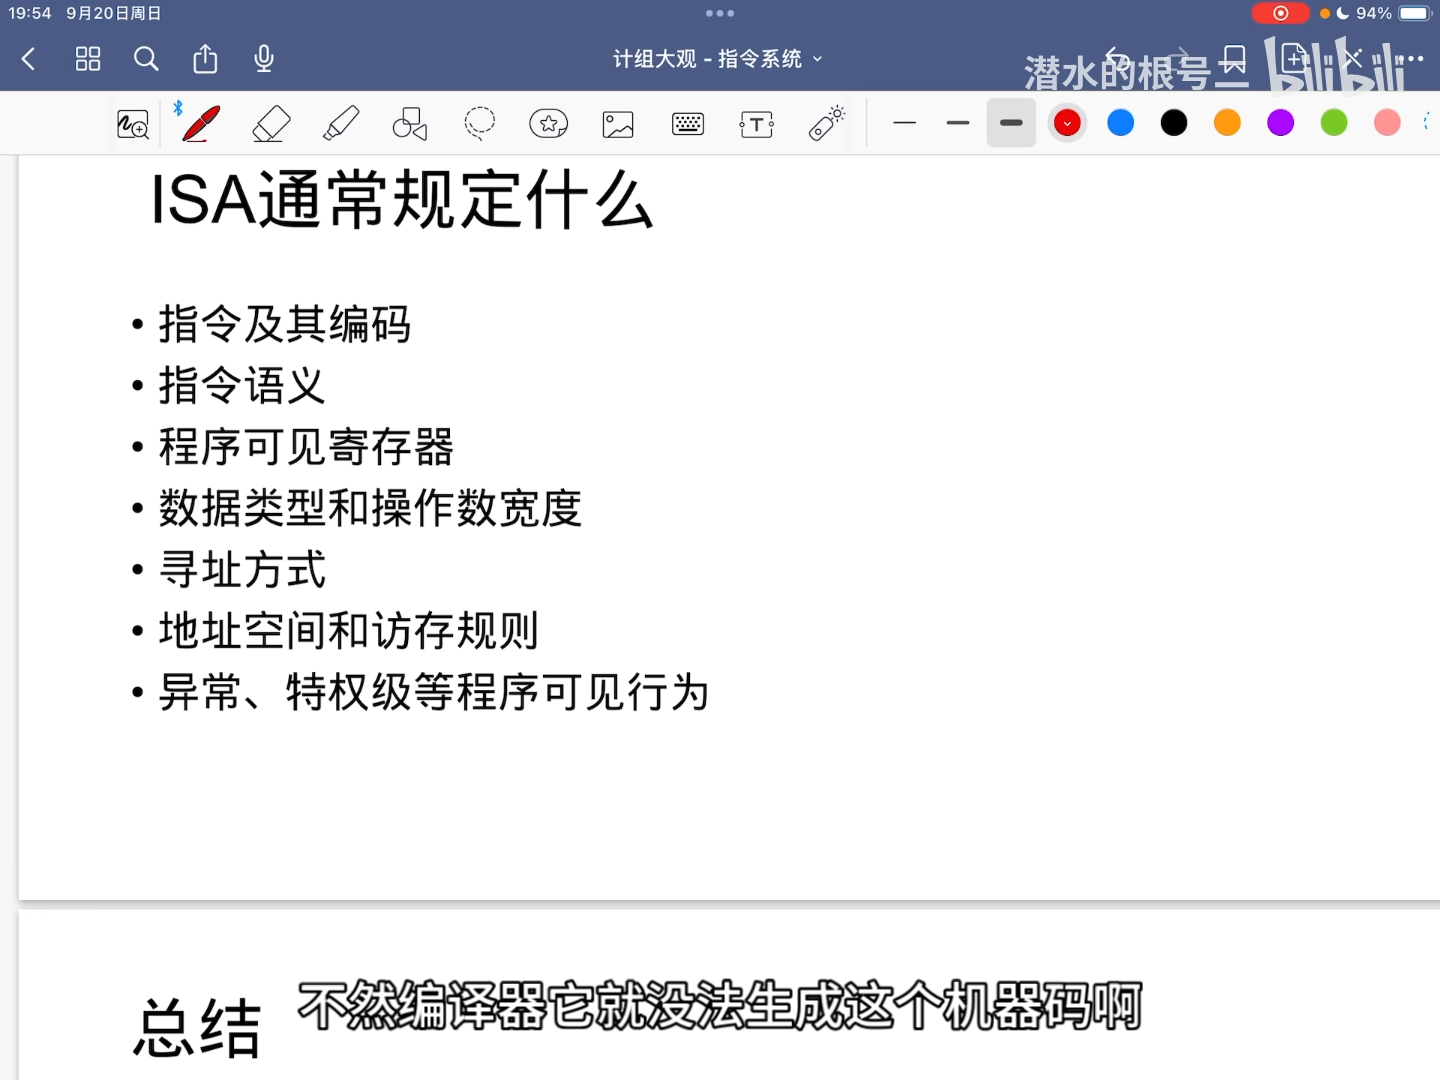 19:54 9月20日周日
94%
计组大观 - 指令系统
潜水的根号二 bilibili
ISA通常规定什么
• 指令及其编码
• 指令语义
• 程序可见寄存器
• 数据类型和操作数宽度
• 寻址方式
• 地址空间和访存规则
• 异常、特权级等程序可见行为
总结
不然编译器它就没法生成这个机器码啊